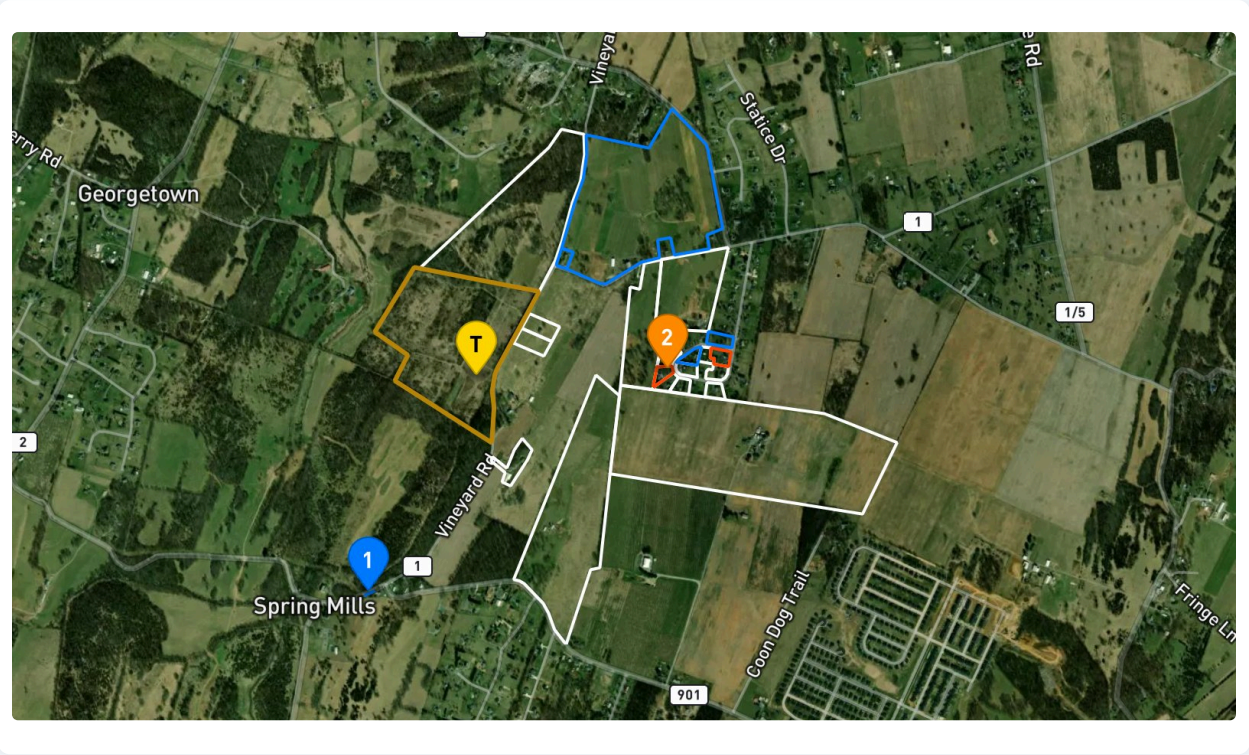 Vineya
e Rd
Statice Dr
erry Rd
Georgetown
1
1/5
T
2
2
Vineyard Rd
1
1
Spring Mills
Coon Dog Trail
Fringe Ln
901